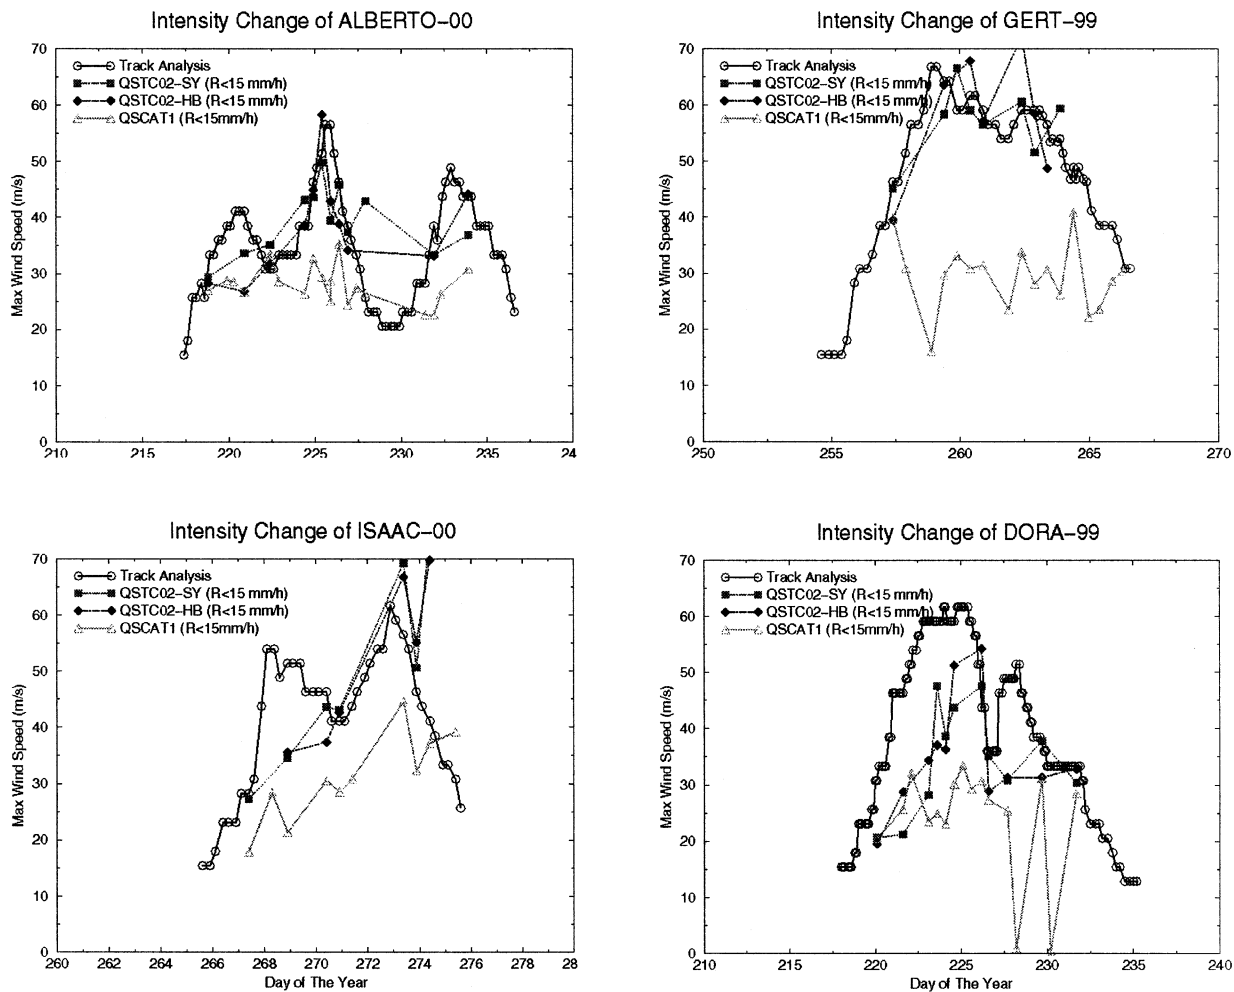 Intensity Change of ALBERTO-00
70
60
50
40
30
20
10
0
Max Wind Speed (m/s)
Track Analysis
QSTC02-SY (R<15 mm/h)
QSTC02-HB (R<15 mm/h)
QSCAT1 (R<15mm/h)
210 215 220 225 230 235 24
Intensity Change of GERT-99
70
60
50
40
30
20
10
0
Max Wind Speed (m/s)
Track Analysis
QSTC02-SY (R<15 mm/h)
QSTC02-HB (R<15 mm/h)
QSCAT1 (R<15mm/h)
250 255 260 265 270
Intensity Change of ISAAC-00
70
60
50
40
30
20
10
0
Max Wind Speed (m/s)
Track Analysis
QSTC02-SY (R<15 mm/h)
QSTC02-HB (R<15 mm/h)
QSCAT1 (R<15mm/h)
260 262 264 266 268 270 272 274 276 278 28
Day of The Year
Intensity Change of DORA-99
70
60
50
40
30
20
10
0
Max Wind Speed (m/s)
Track Analysis
QSTC02-SY (R<15 mm/h)
QSTC02-HB (R<15 mm/h)
QSCAT1 (R<15mm/h)
210 215 220 225 230 235 240
Day of The Year